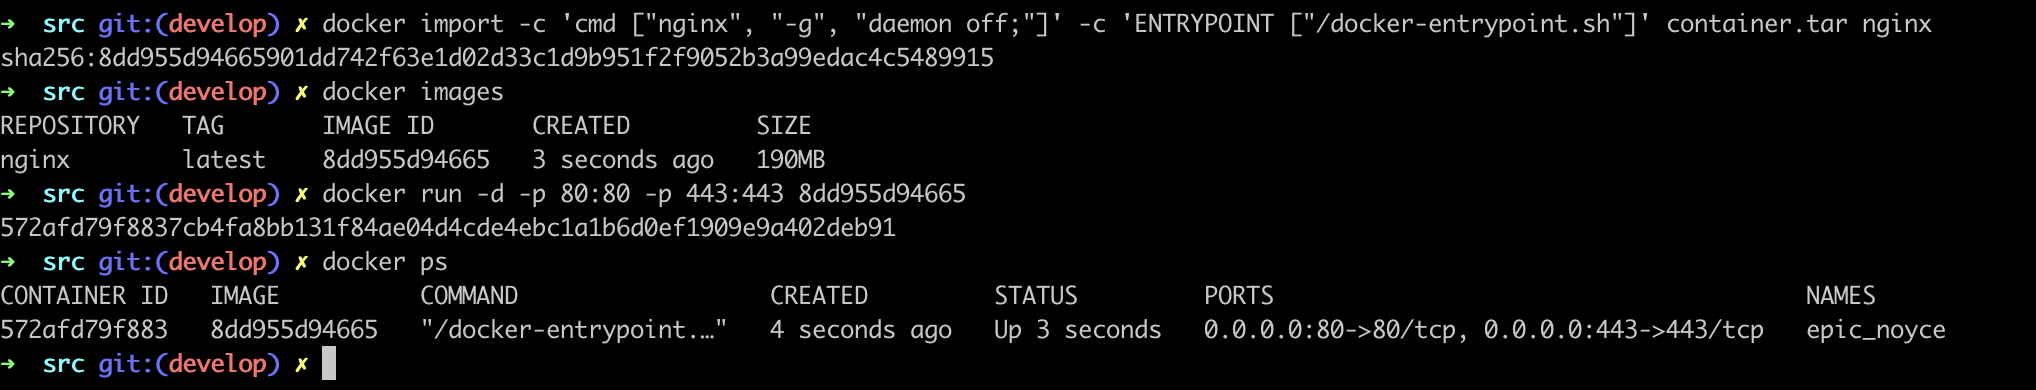 ➜  src git:(develop) ✗ docker import -c 'cmd ["nginx", "-g", "daemon off;"]' -c 'ENTRYPOINT ["/docker-entrypoint.sh"]' container.tar nginx
sha256:8dd955d94665901dd742f63e1d02d33c1d9b951f2f9052b3a99edac4c5489915
➜  src git:(develop) ✗ docker images
REPOSITORY   TAG       IMAGE ID       CREATED         SIZE
nginx        latest    8dd955d94665   3 seconds ago   190MB
➜  src git:(develop) ✗ docker run -d -p 80:80 -p 443:443 8dd955d94665
572afd79f8837cb4fa8bb131f84ae04d4cde4ebc1a1b6d0ef1909e9a402deb91
➜  src git:(develop) ✗ docker ps
CONTAINER ID   IMAGE          COMMAND                  CREATED         STATUS         PORTS                                      NAMES
572afd79f883   8dd955d94665   "/docker-entrypoint.…"   4 seconds ago   Up 3 seconds   0.0.0.0:80->80/tcp, 0.0.0.0:443->443/tcp   epic_noyce
➜  src git:(develop) ✗